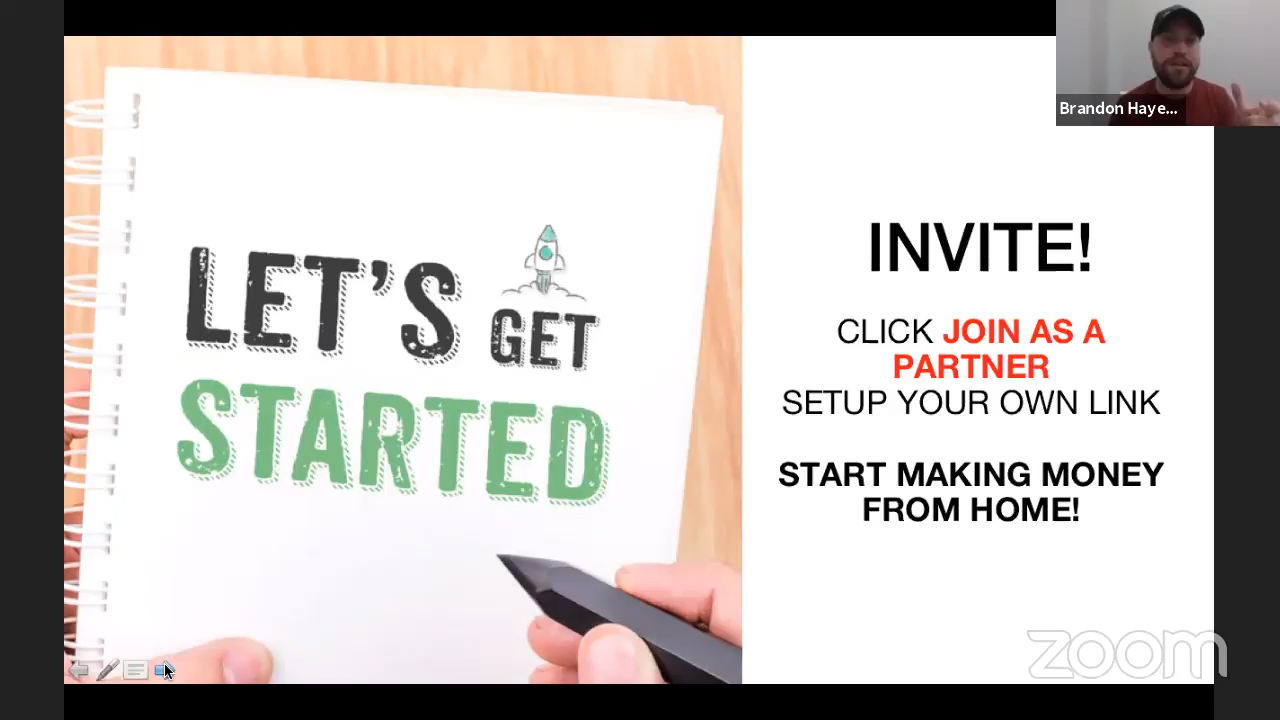 Brandon Haye...
LET'S
GET
STARTED
INVITE!
CLICK JOIN AS A
PARTNER
SETUP YOUR OWN LINK
START MAKING MONEY
FROM HOME!
zoom